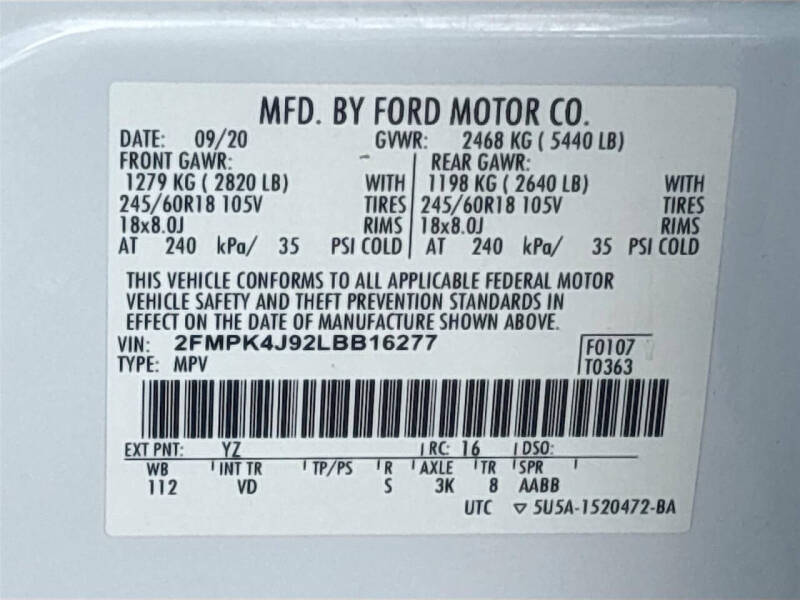 MFD. BY FORD MOTOR CO.
DATE: 09/20 GVWR: 2468 KG ( 5440 LB)
FRONT GAWR: REAR GAWR:
1279 KG ( 2820 LB) WITH 1198 KG ( 2640 LB) WITH
245/60R18 105V TIRES 245/60R18 105V TIRES
18x8.0J RIMS 18x8.0J RIMS
AT 240 kPa/ 35 PSI COLD AT 240 kPa/ 35 PSI COLD
THIS VEHICLE CONFORMS TO ALL APPLICABLE FEDERAL MOTOR
VEHICLE SAFETY AND THEFT PREVENTION STANDARDS IN
EFFECT ON THE DATE OF MANUFACTURE SHOWN ABOVE.
VIN: 2FMPK4J92LBB16277 F0107
TYPE: MPV T0363
EXT PNT: YZ RC: 16 DSO:
WB INT TR TP/PS R AXLE TR SPR
112 VD S 3K 8 AABB
UTC ▽ 5U5A-1520472-BA